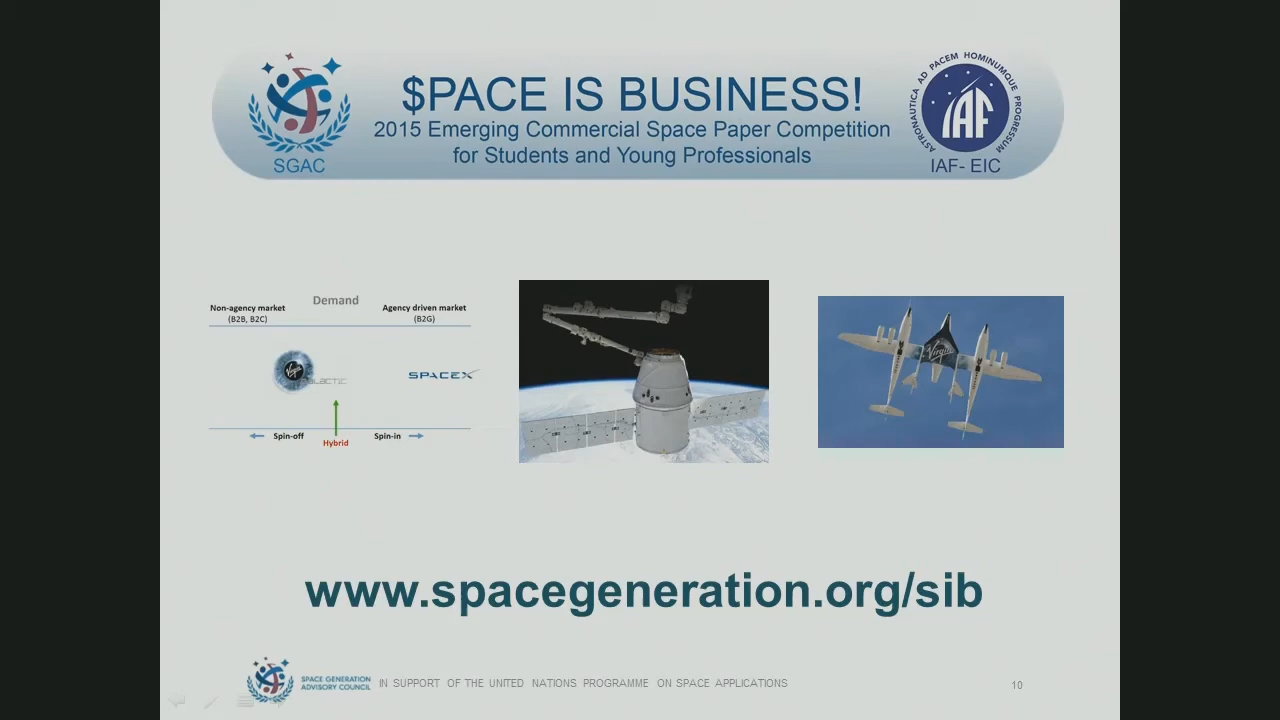 $PACE IS BUSINESS!
2015 Emerging Commercial Space Paper Competition
for Students and Young Professionals
SGAC
ASTRONAUTICA AD PACEM HOMINUMQUE PROGRESSUM
IAF
IAF- EIC
Demand
Non-agency market
(B2B, B2C)
Agency driven market
(B2G)
Virgin
GALACTIC
SPACEX
Spin-off
Hybrid
Spin-in
Virgin
www.spacegeneration.org/sib
SPACE GENERATION
ADVISORY COUNCIL
IN SUPPORT OF THE UNITED NATIONS PROGRAMME ON SPACE APPLICATIONS
10